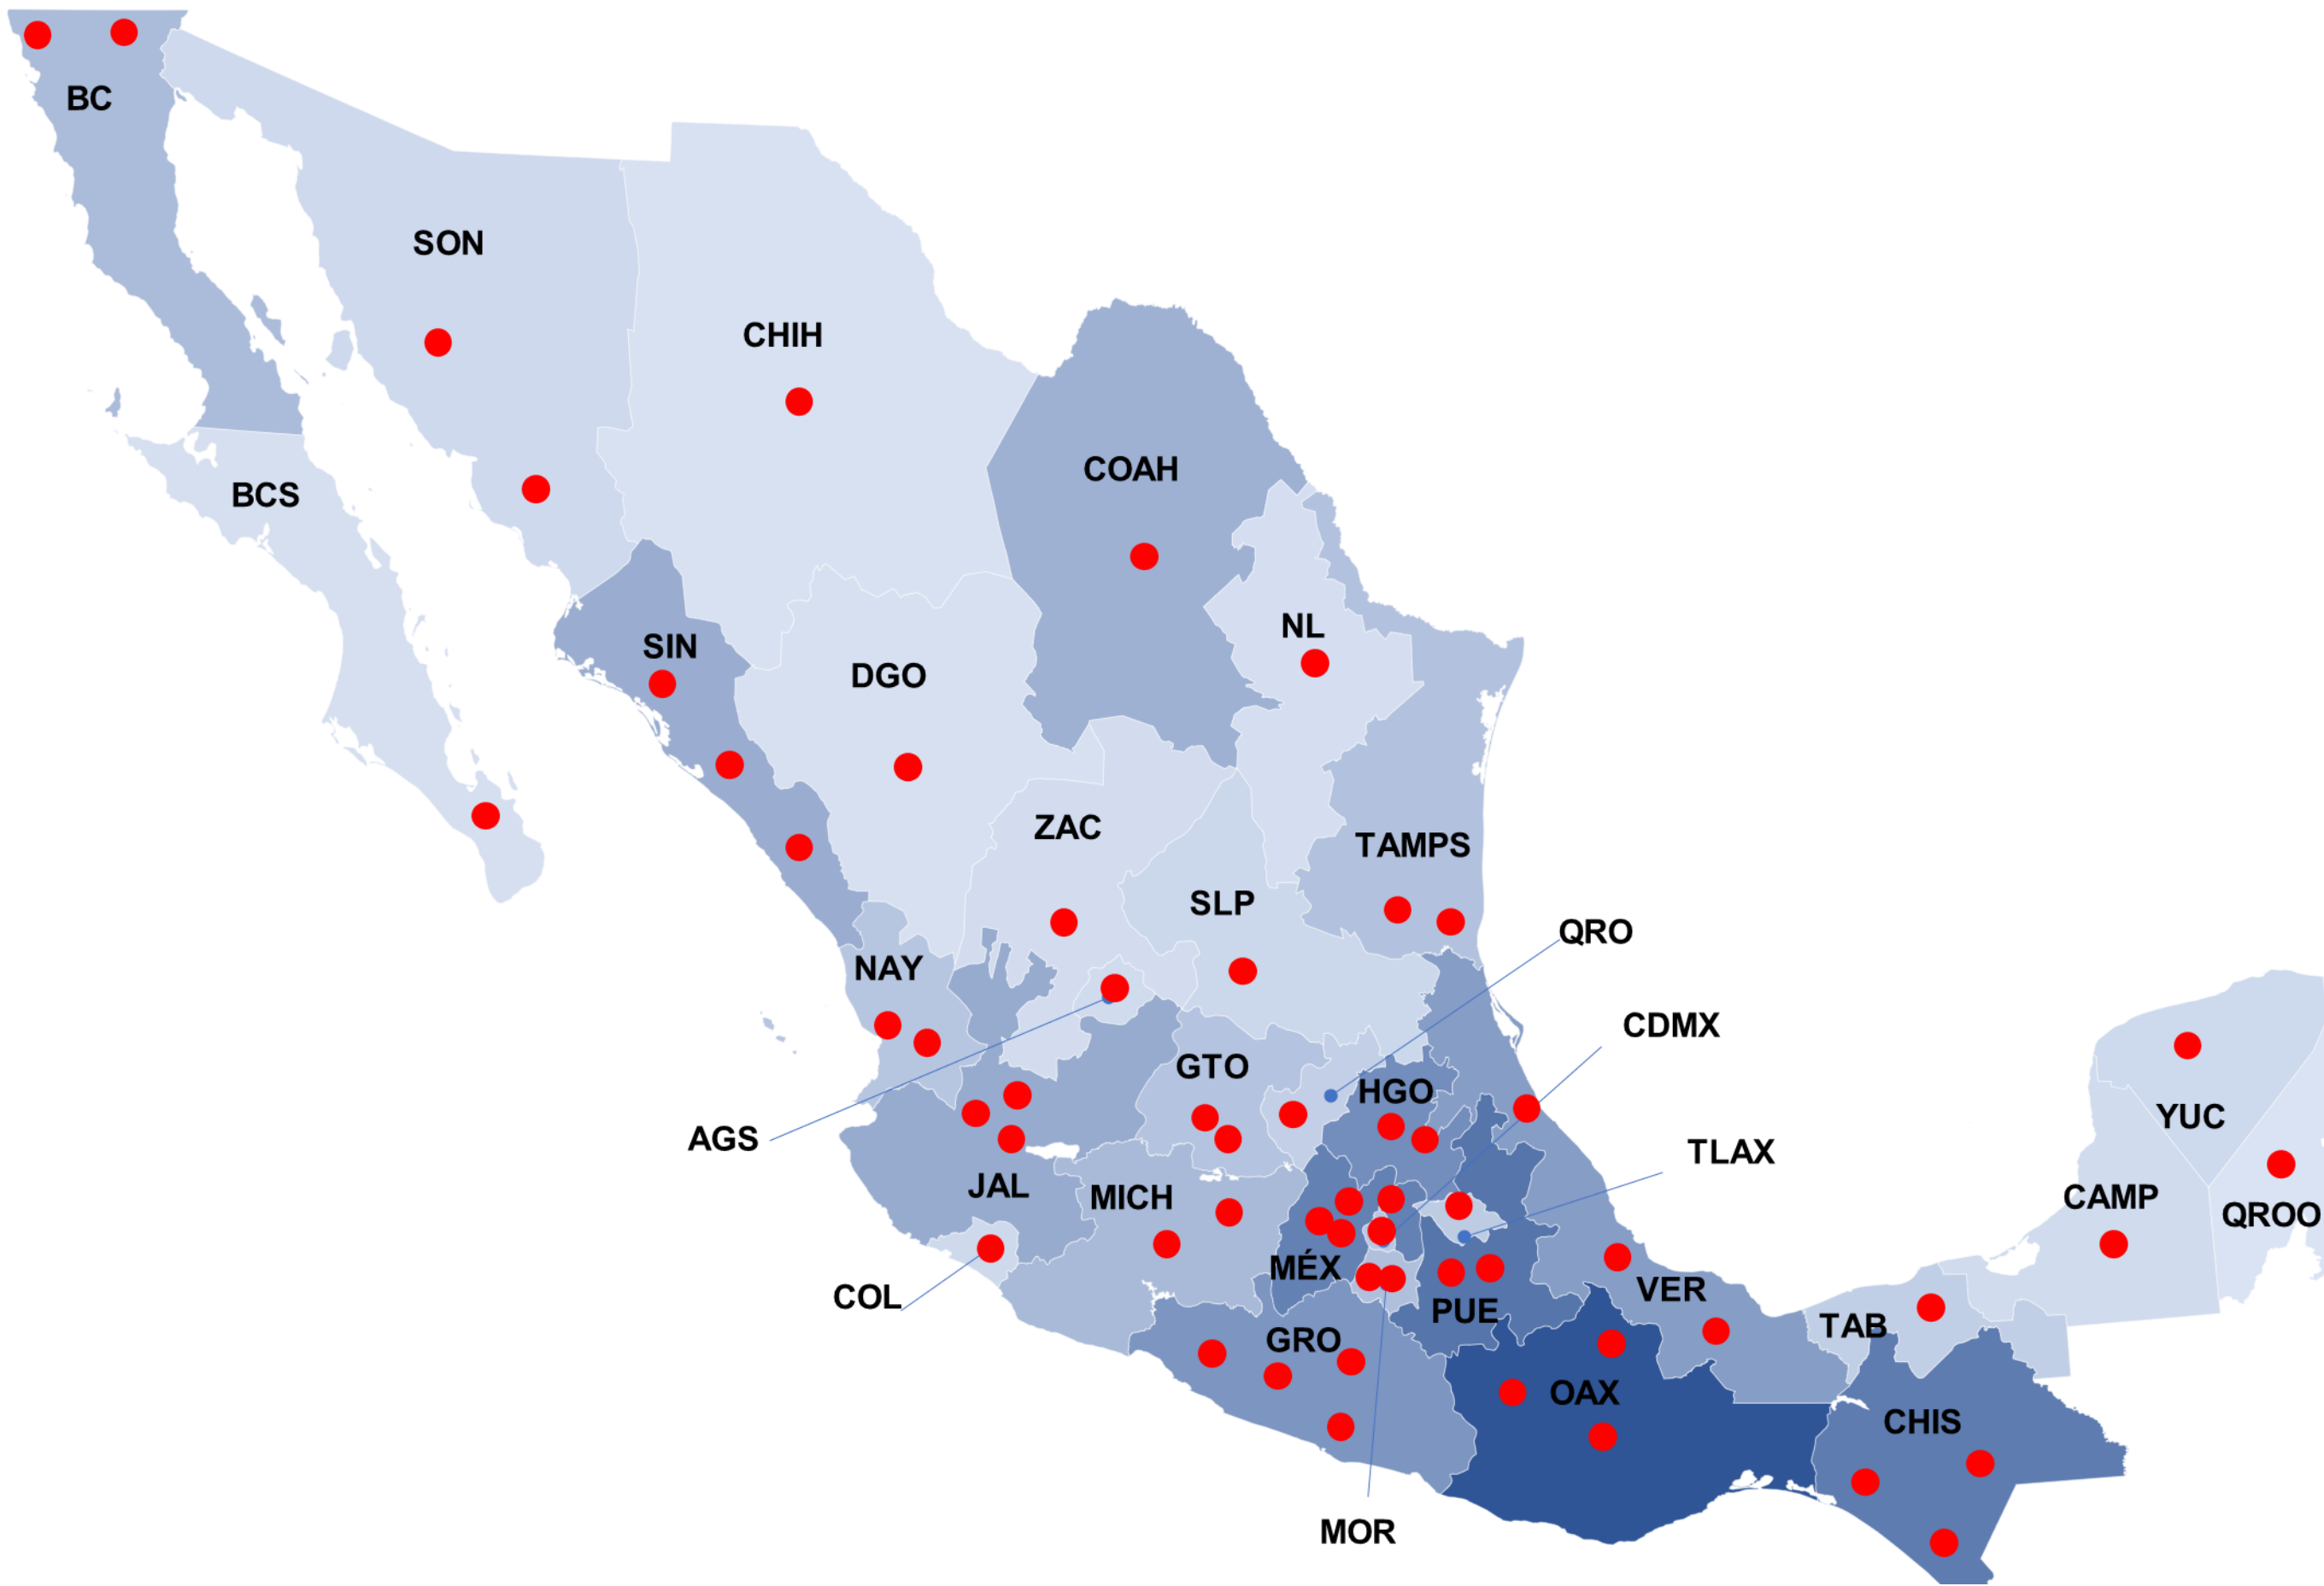 BC
SON
CHIH
COAH
BCS
NL
SIN
DGO
ZAC
TAMPS
SLP
QRO
NAY
CDMX
GTO
HGO
YUC
AGS
TLAX
JAL
MICH
CAMP
QROO
MÉX
COL
VER
PUE
TAB
GRO
OAX
CHIS
MOR